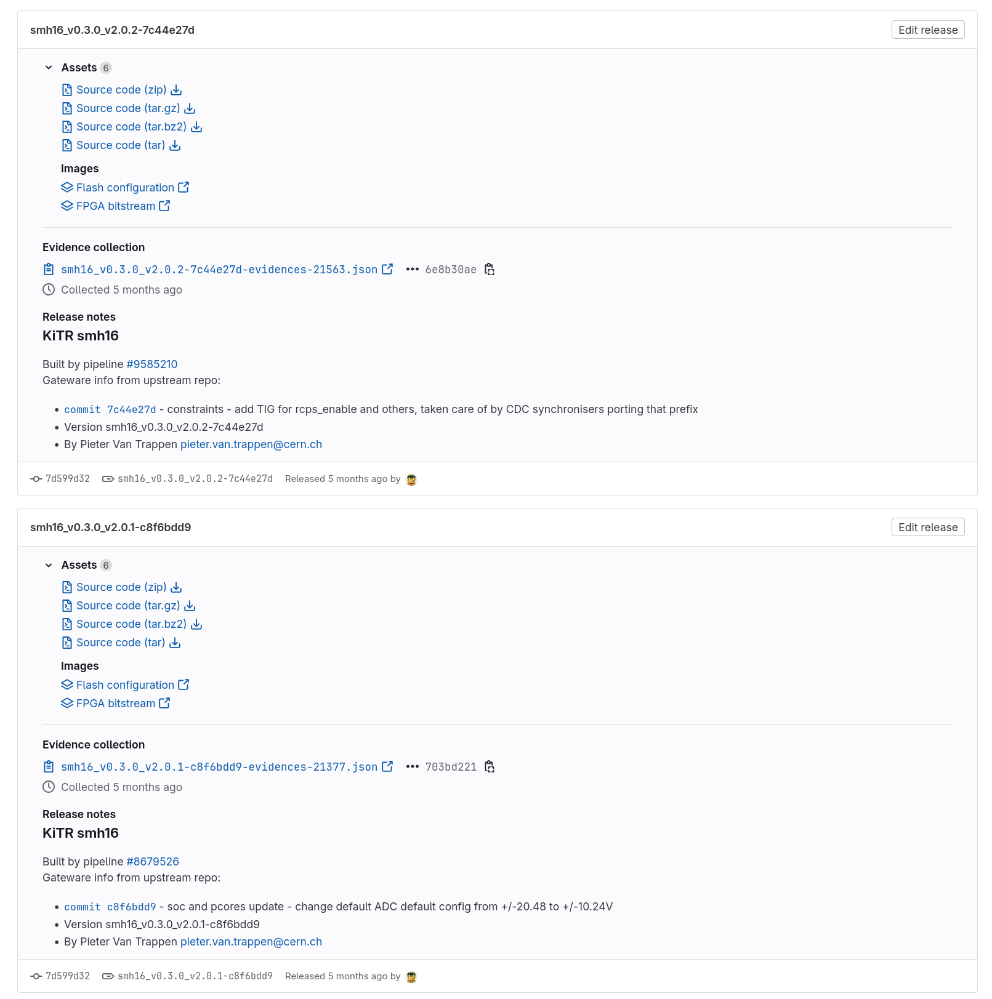 smh16_v0.3.0_v2.0.2-7c44e27d Edit release
Assets 6
Source code (zip)
Source code (tar.gz)
Source code (tar.bz2)
Source code (tar)
Images
Flash configuration
FPGA bitstream
Evidence collection
smh16_v0.3.0_v2.0.2-7c44e27d-evidences-21563.json ••• 6e8b30ae
Collected 5 months ago
Release notes
KiTR smh16
Built by pipeline #9585210
Gateware info from upstream repo:
• commit 7c44e27d - constraints - add TIG for rcps_enable and others, taken care of by CDC synchronisers porting that prefix
• Version smh16_v0.3.0_v2.0.2-7c44e27d
• By Pieter Van Trappen pieter.van.trappen@cern.ch
7d599d32 smh16_v0.3.0_v2.0.2-7c44e27d Released 5 months ago by
smh16_v0.3.0_v2.0.1-c8f6bdd9 Edit release
Assets 6
Source code (zip)
Source code (tar.gz)
Source code (tar.bz2)
Source code (tar)
Images
Flash configuration
FPGA bitstream
Evidence collection
smh16_v0.3.0_v2.0.1-c8f6bdd9-evidences-21377.json ••• 703bd221
Collected 5 months ago
Release notes
KiTR smh16
Built by pipeline #8679526
Gateware info from upstream repo:
• commit c8f6bdd9 - soc and pcores update - change default ADC default config from +/-20.48 to +/-10.24V
• Version smh16_v0.3.0_v2.0.1-c8f6bdd9
• By Pieter Van Trappen pieter.van.trappen@cern.ch
7d599d32 smh16_v0.3.0_v2.0.1-c8f6bdd9 Released 5 months ago by